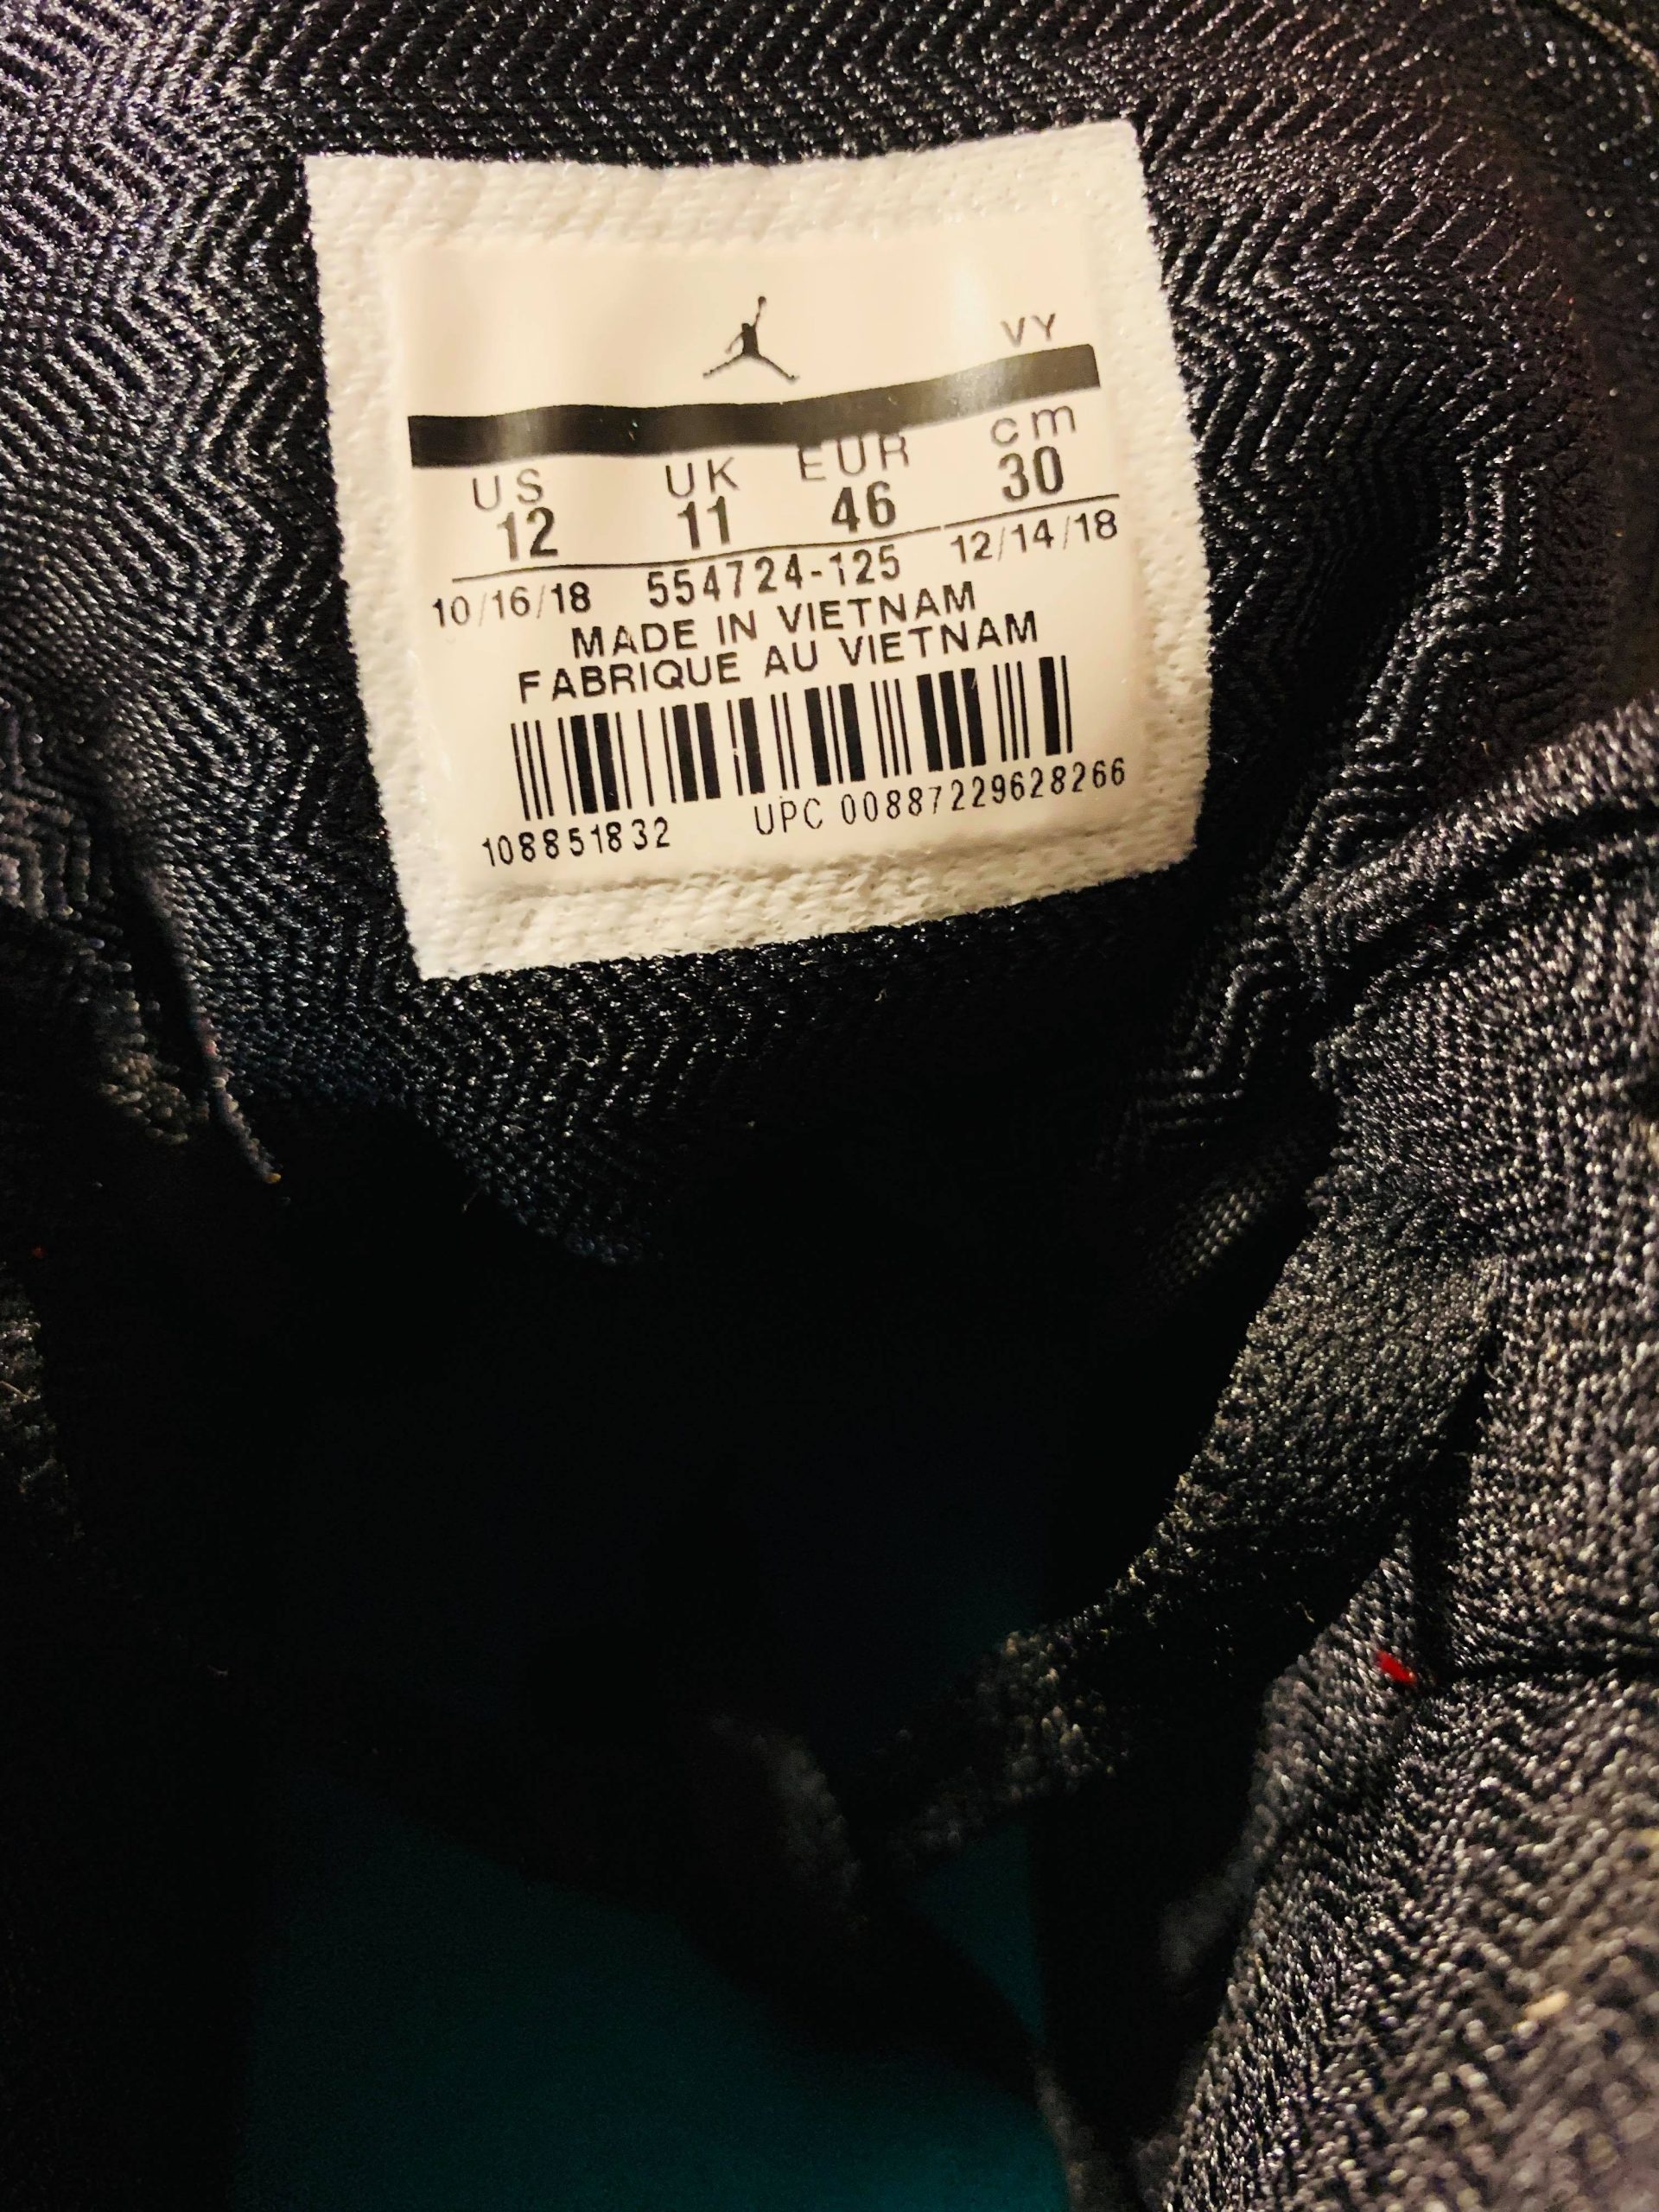 VY
US UK EUR cm
12 11 46 30
10/16/18 554724-125 12/14/18
MADE IN VIETNAM
FABRIQUE AU VIETNAM
108851832 UPC 00887229628266